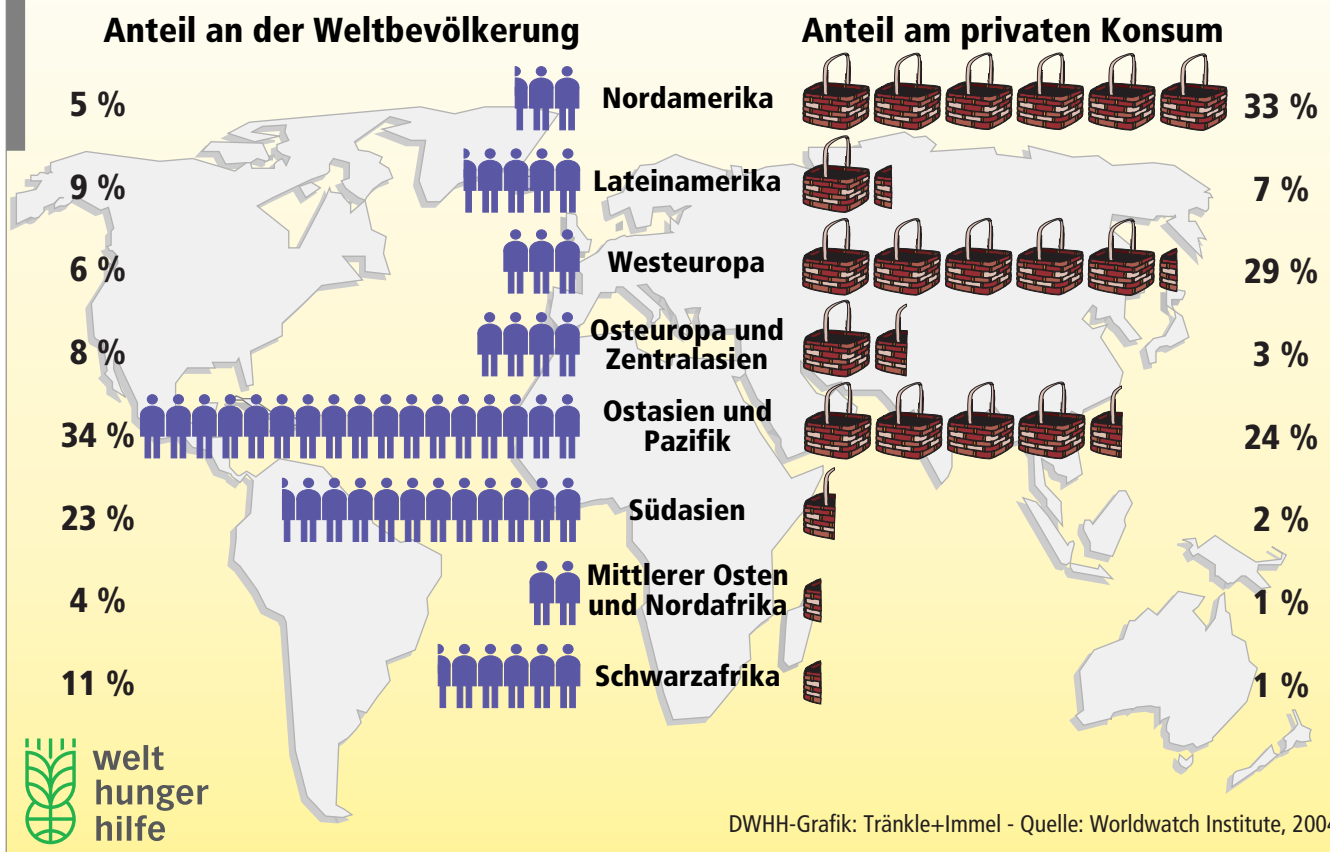 Anteil an der Weltbevölkerung
Anteil am privaten Konsum
5 %
Nordamerika
33 %
9 %
Lateinamerika
7 %
6 %
Westeuropa
29 %
8 %
Osteuropa und
Zentralasien
3 %
34 %
Ostasien und
Pazifik
24 %
23 %
Südasien
2 %
4 %
Mittlerer Osten
und Nordafrika
1 %
11 %
Schwarzafrika
1 %
welt
hunger
hilfe
DWHH-Grafik: Tränkle+Immel - Quelle: Worldwatch Institute, 2004